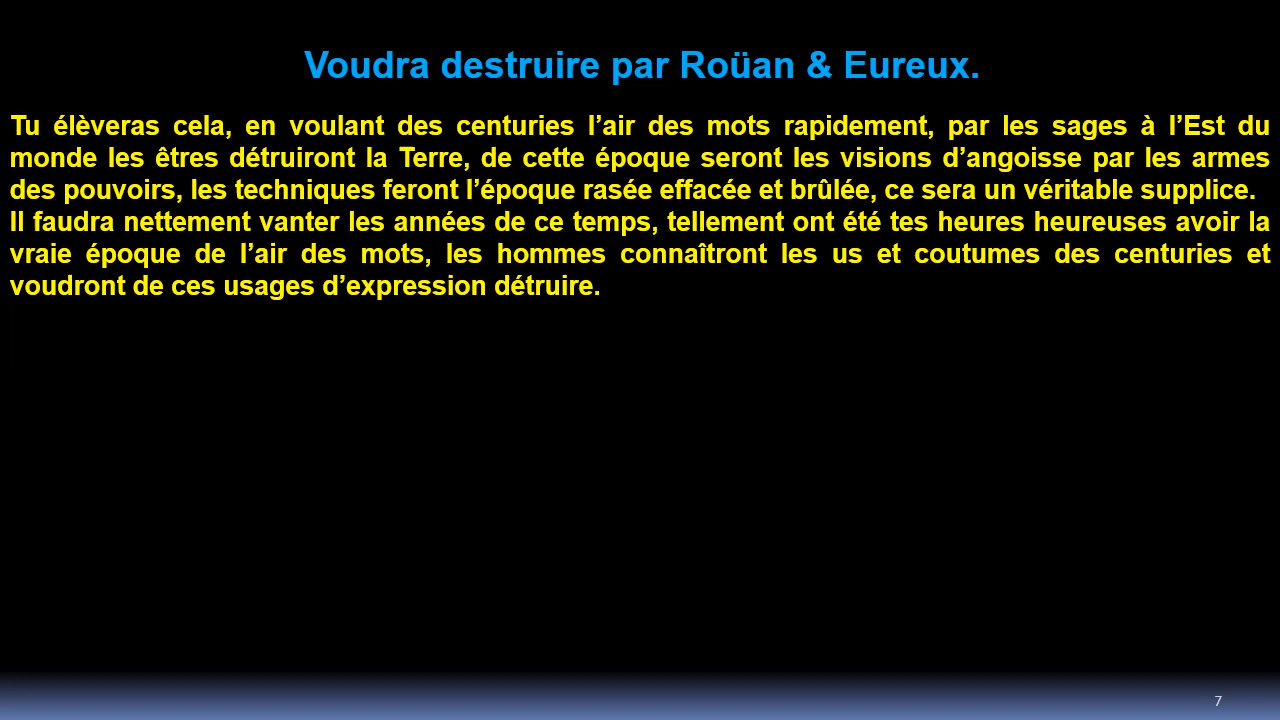 Voudra destruire par Roüan & Eureux.
Tu élèveras cela, en voulant des centuries l’air des mots rapidement, par les sages à l’Est du
monde les êtres détruiront la Terre, de cette époque seront les visions d’angoisse par les armes
des pouvoirs, les techniques feront l’époque rasée effacée et brûlée, ce sera un véritable supplice.
Il faudra nettement vanter les années de ce temps, tellement ont été tes heures heureuses avoir la
vraie époque de l’air des mots, les hommes connaîtront les us et coutumes des centuries et
voudront de ces usages d’expression détruire.
7